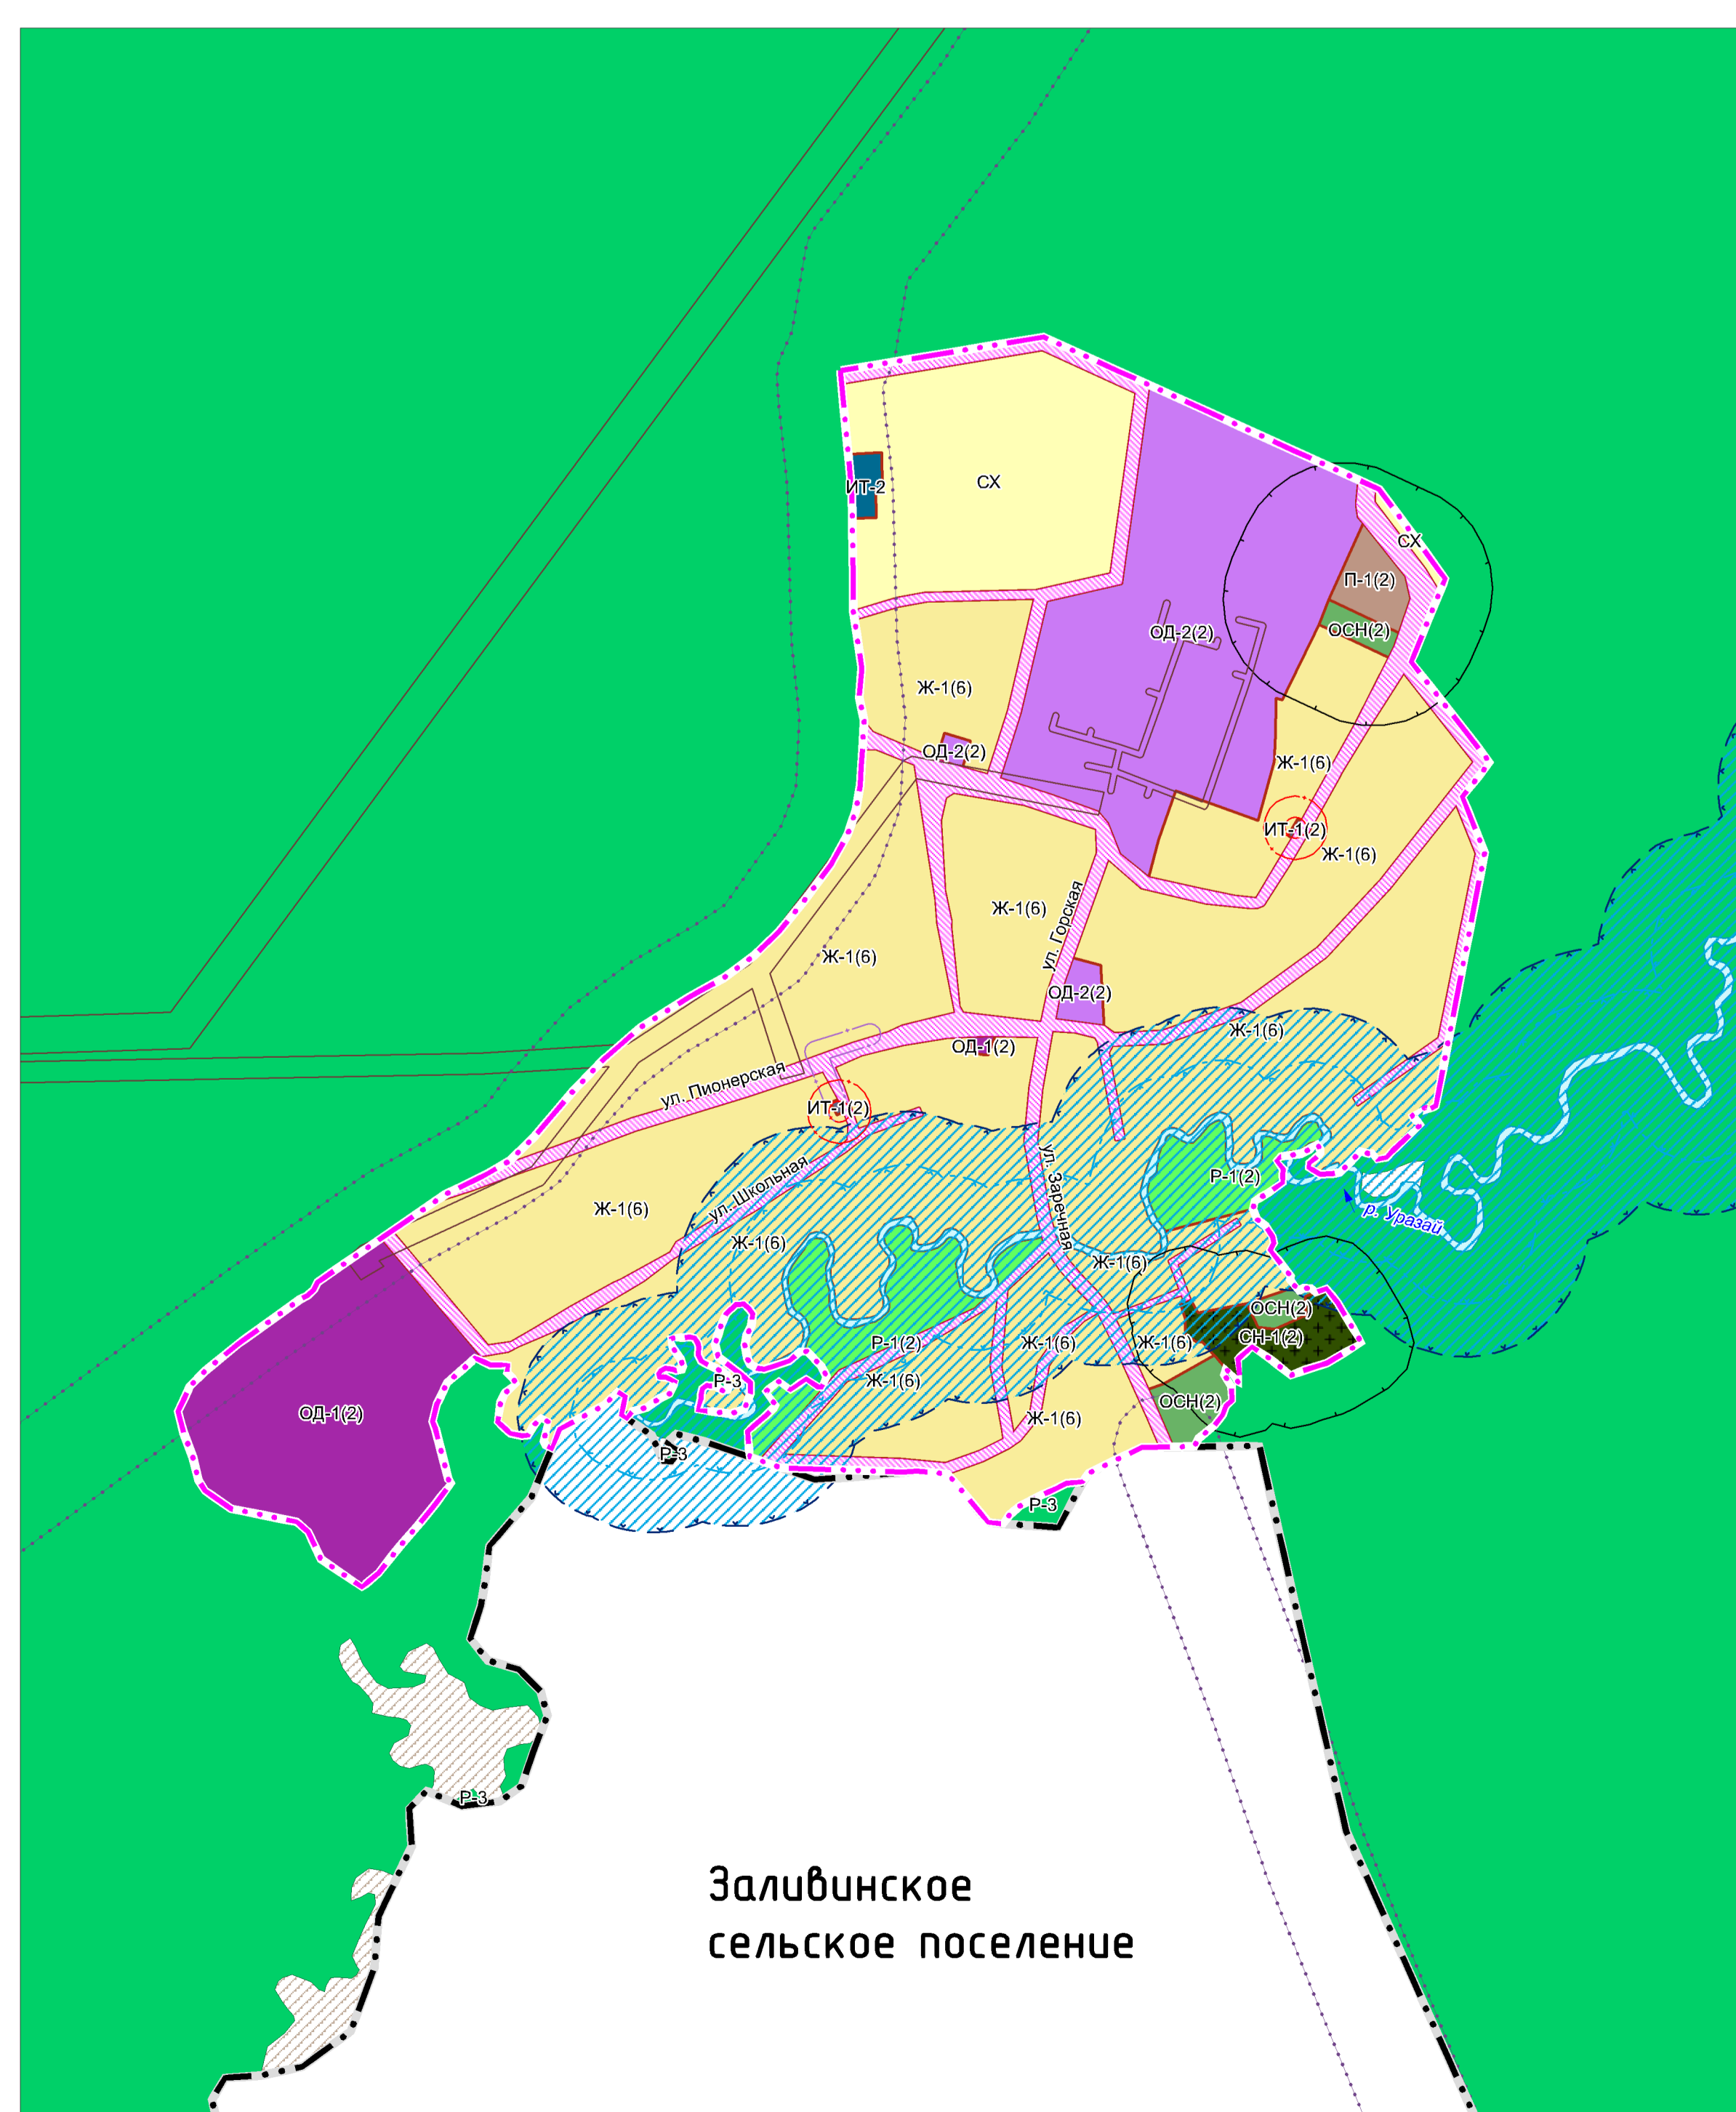 СХ
ИТ-2
СХ
П-1(2)
ОСН(2)
ОД-2(2)
Ж-1(6)
ОД-2(2)
Ж-1(6)
ИТ-1(2)
Ж-1(6)
Ж-1(6)
ул. Горская
Ж-1(6)
ОД-2(2)
Ж-1(6)
ОД-1(2)
ул. Пионерская
ИТ-1(2)
ул. Школьная
ул. Заречная
Р-1(2)
р. Уразай
Ж-1(6)
Ж-1(6)
Ж-1(6)
ОСН(2)
СН-1(2)
Р-1(2)
Ж-1(6)
Ж-1(6)
Р-3
Ж-1(6)
ОД-1(2)
ОСН(2)
Ж-1(6)
Р-3
Р-3
Р-3
Заливинское
сельское поселение